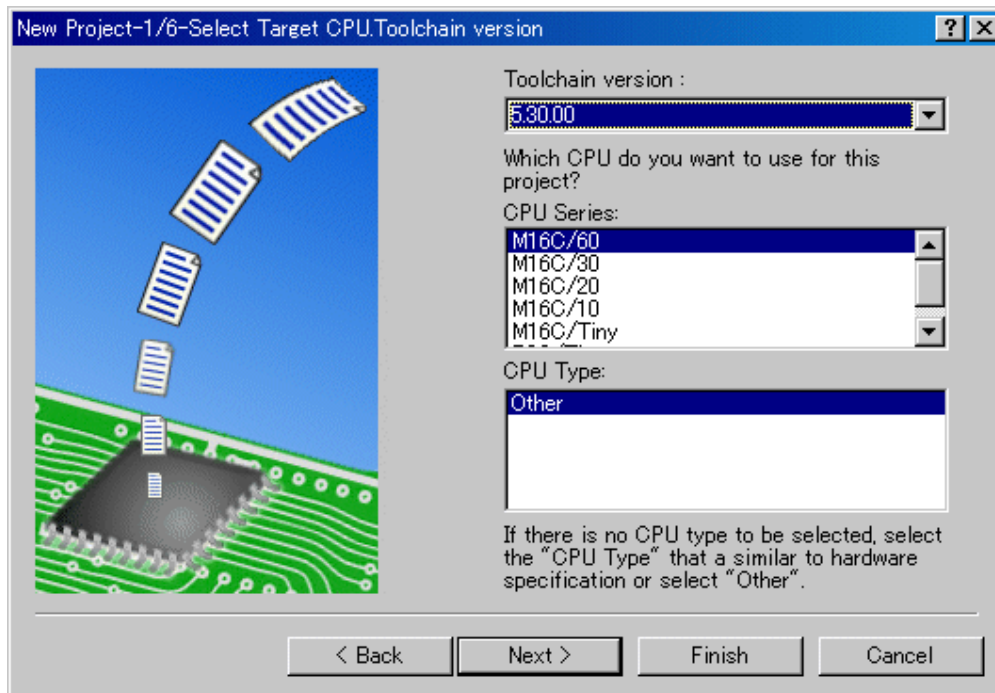 New Project-1/6-Select Target CPU.Toolchain version
Toolchain version :
5.30.00
Which CPU do you want to use for this
project?
CPU Series:
M16C/60
M16C/30
M16C/20
M16C/10
M16C/Tiny
CPU Type:
Other
If there is no CPU type to be selected, select
the "CPU Type" that a similar to hardware
specification or select "Other".
< Back
Next >
Finish
Cancel